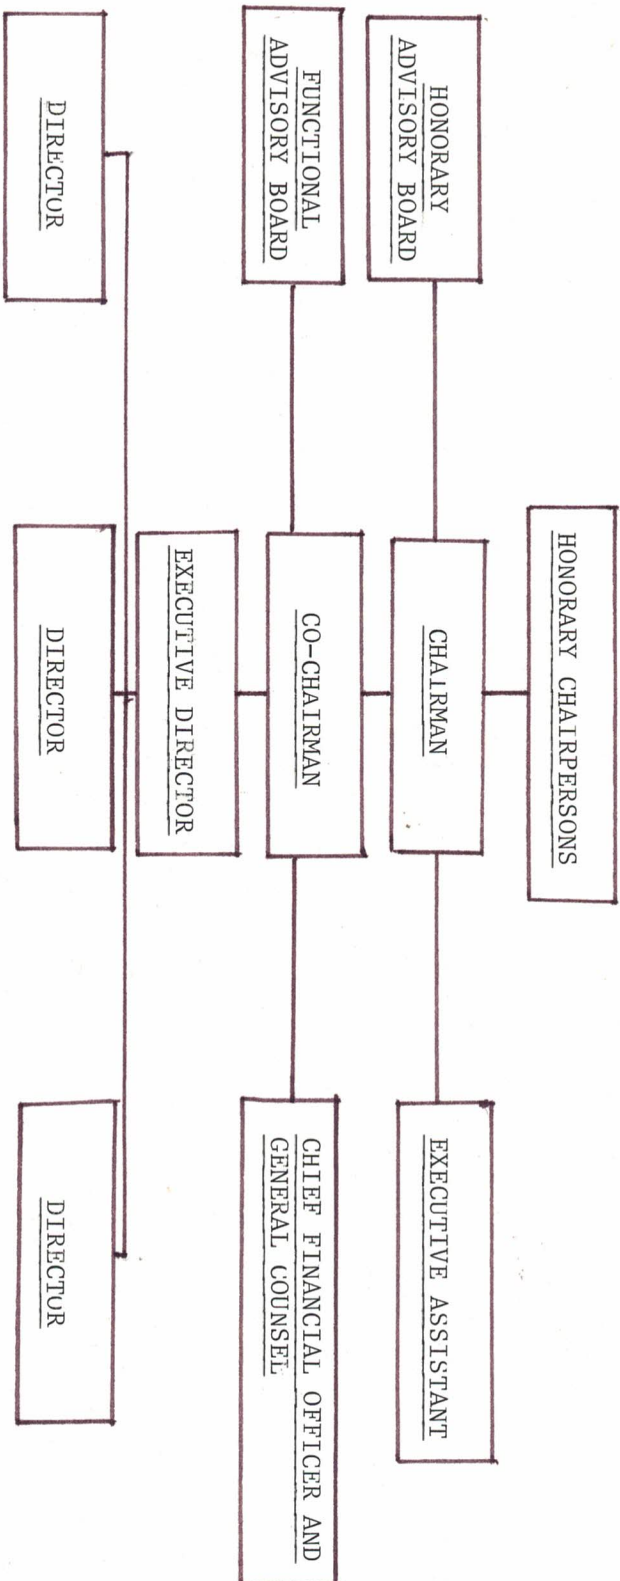 HONORARY CHAIRPERSONS
HONORARY
ADVISORY BOARD
CHAIRMAN
EXECUTIVE ASSISTANT
FUNCTIONAL
ADVISORY BOARD
CO-CHAIRMAN
CHIEF FINANCIAL OFFICER AND
GENERAL COUNSEL
EXECUTIVE DIRECTOR
DIRECTOR
DIRECTOR
DIRECTOR